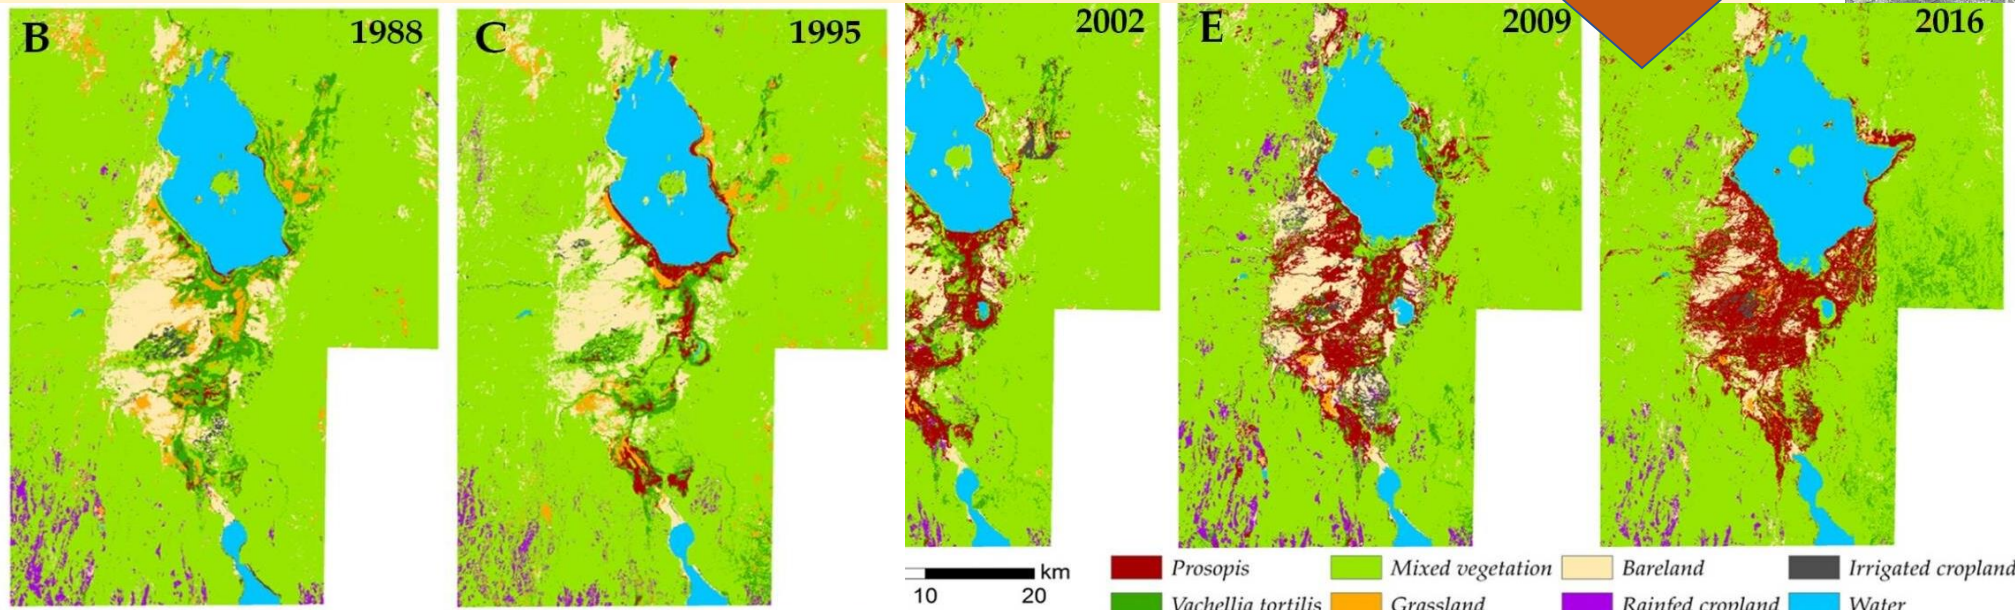 B 1988
C 1995
2002
E 2009
2016
km
10 20
Prosopis Mixed vegetation Bareland Irrigated cropland
Vachellia tortilis Grassland Rainfed cropland Water